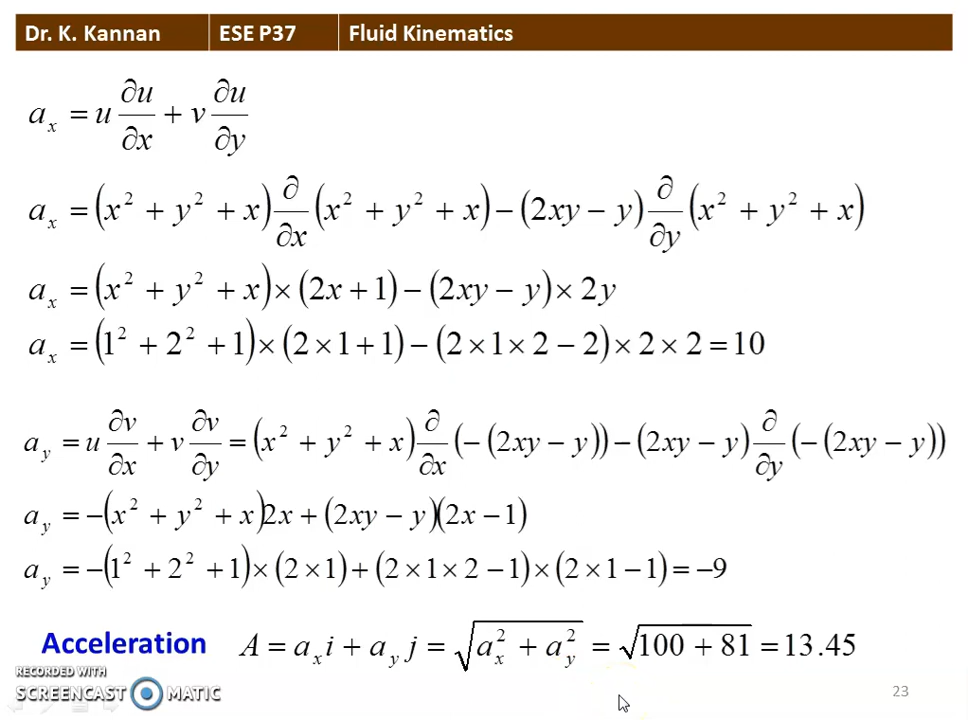 Dr. K. Kannan ESE P37 Fluid Kinematics
a_x = u ∂u/∂x + v ∂u/∂y
a_x = (x² + y² + x) ∂/∂x (x² + y² + x) − (2xy − y) ∂/∂y (x² + y² + x)
a_x = (x² + y² + x) × (2x + 1) − (2xy − y) × 2y
a_x = (1² + 2² + 1) × (2 × 1 + 1) − (2 × 1 × 2 − 2) × 2 × 2 = 10
a_y = u ∂v/∂x + v ∂v/∂y = (x² + y² + x) ∂/∂x (−(2xy − y)) − (2xy − y) ∂/∂y (−(2xy − y))
a_y = −(x² + y² + x)2x + (2xy − y)(2x − 1)
a_y = −(1² + 2² + 1) × (2 × 1) + (2 × 1 × 2 − 1) × (2 × 1 − 1) = −9
Acceleration A = a_x i + a_y j = √(a_x² + a_y²) = √(100 + 81) = 13.45
RECORDED WITH
SCREENCAST MATIC
23